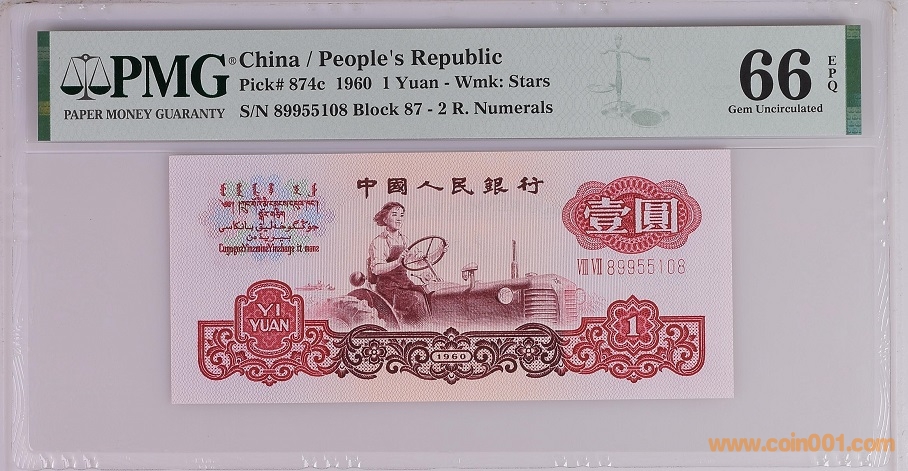 PMG®
PAPER MONEY GUARANTY
China / People's Republic
Pick# 874c 1960 1 Yuan - Wmk: Stars
S/N 89955108 Block 87 - 2 R. Numerals
66
EPQ
Gem Uncirculated
中國人民銀行
壹圓
VIII VII 89955108
YI
YUAN
1960
1
www.coin001.com